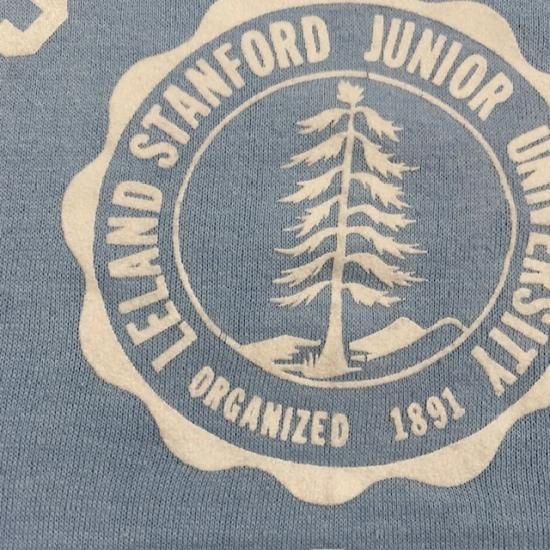 LELAND STANFORD JUNIOR UNIVERSITY
ORGANIZED 1891